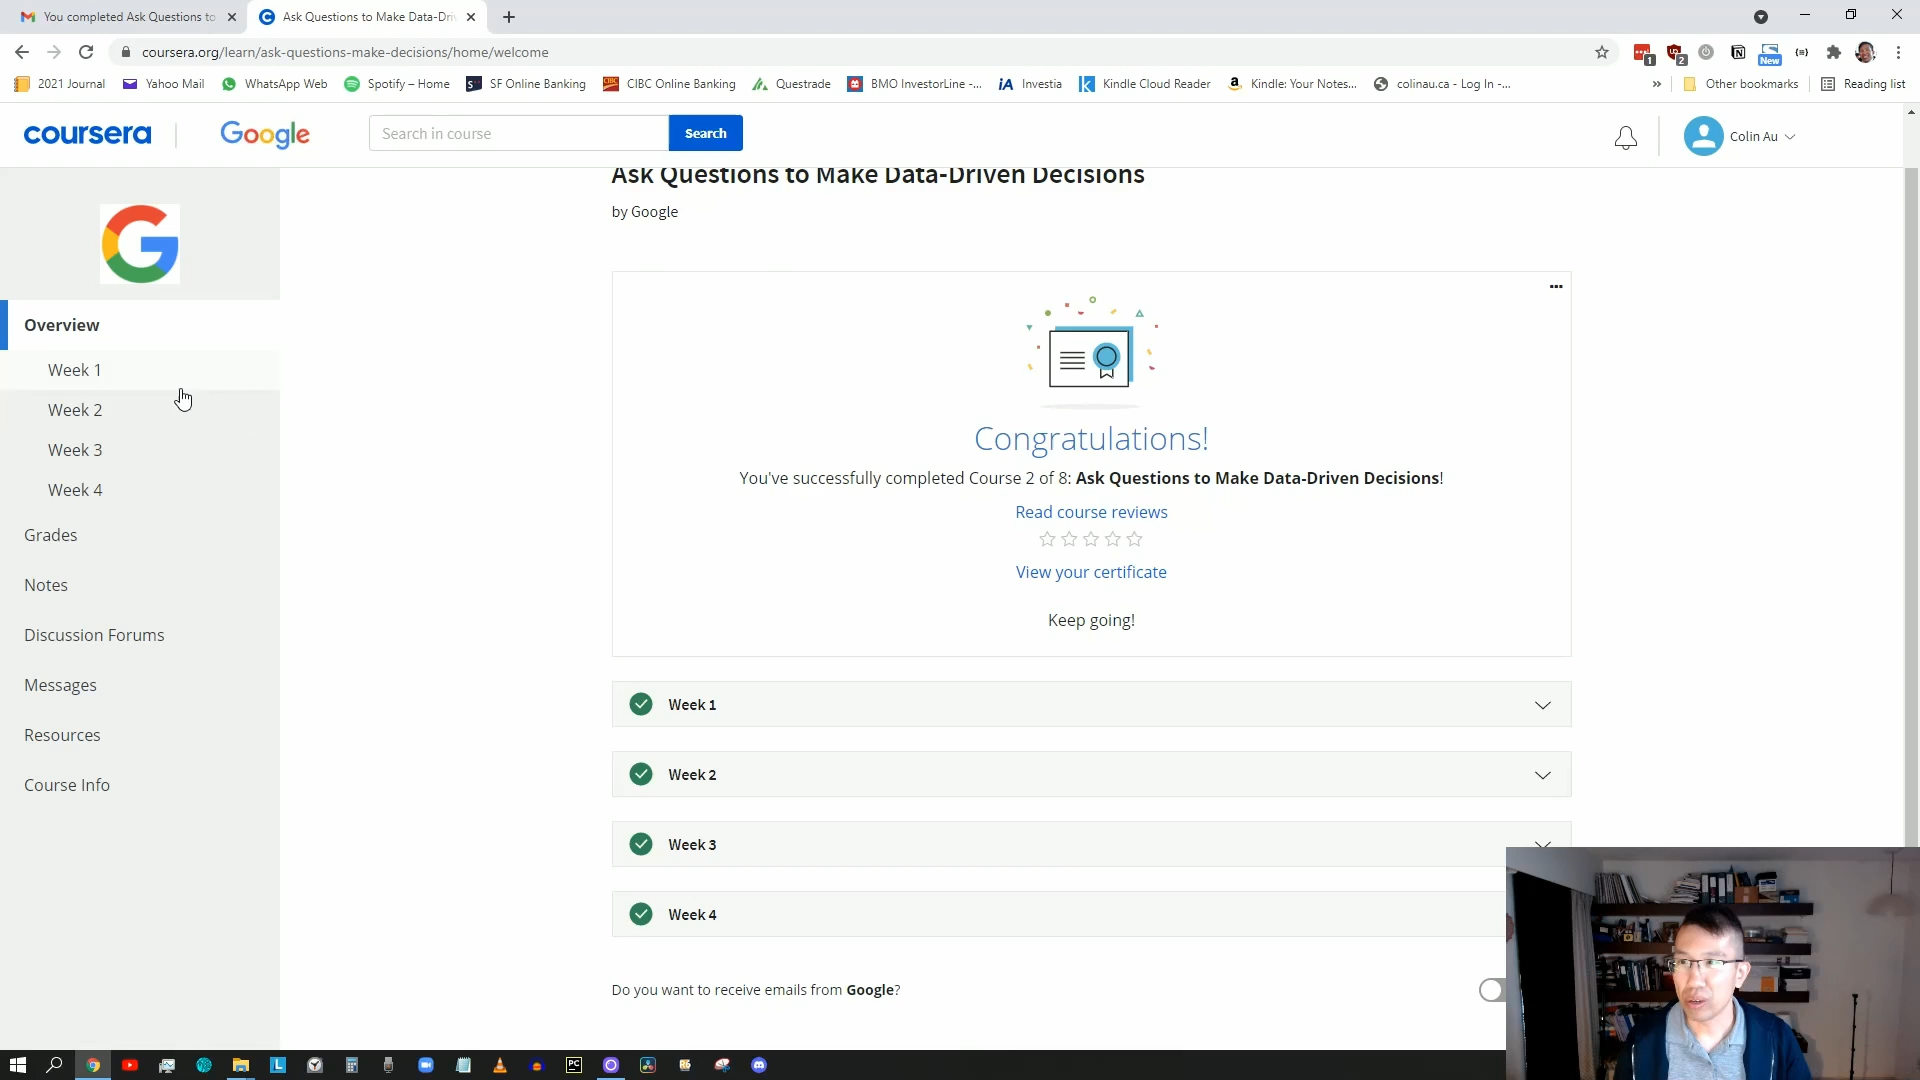 You completed Ask Questions to
Ask Questions to Make Data-Dri
coursera.org/learn/ask-questions-make-decisions/home/welcome
1
2
New
2021 Journal
Yahoo Mail
WhatsApp Web
Spotify – Home
SF Online Banking
CIBC Online Banking
Questrade
BMO InvestorLine -...
iA Investia
Kindle Cloud Reader
Kindle: Your Notes...
colinau.ca - Log In -...
»
Other bookmarks
Reading list
coursera
Google
Search in course
Search
Colin Au
Ask Questions to Make Data-Driven Decisions
by Google
Overview
Week 1
Week 2
Week 3
Week 4
Grades
Notes
Discussion Forums
Messages
Resources
Course Info
Congratulations!
You've successfully completed Course 2 of 8: Ask Questions to Make Data-Driven Decisions!
Read course reviews
View your certificate
Keep going!
Week 1
Week 2
Week 3
Week 4
Do you want to receive emails from Google?